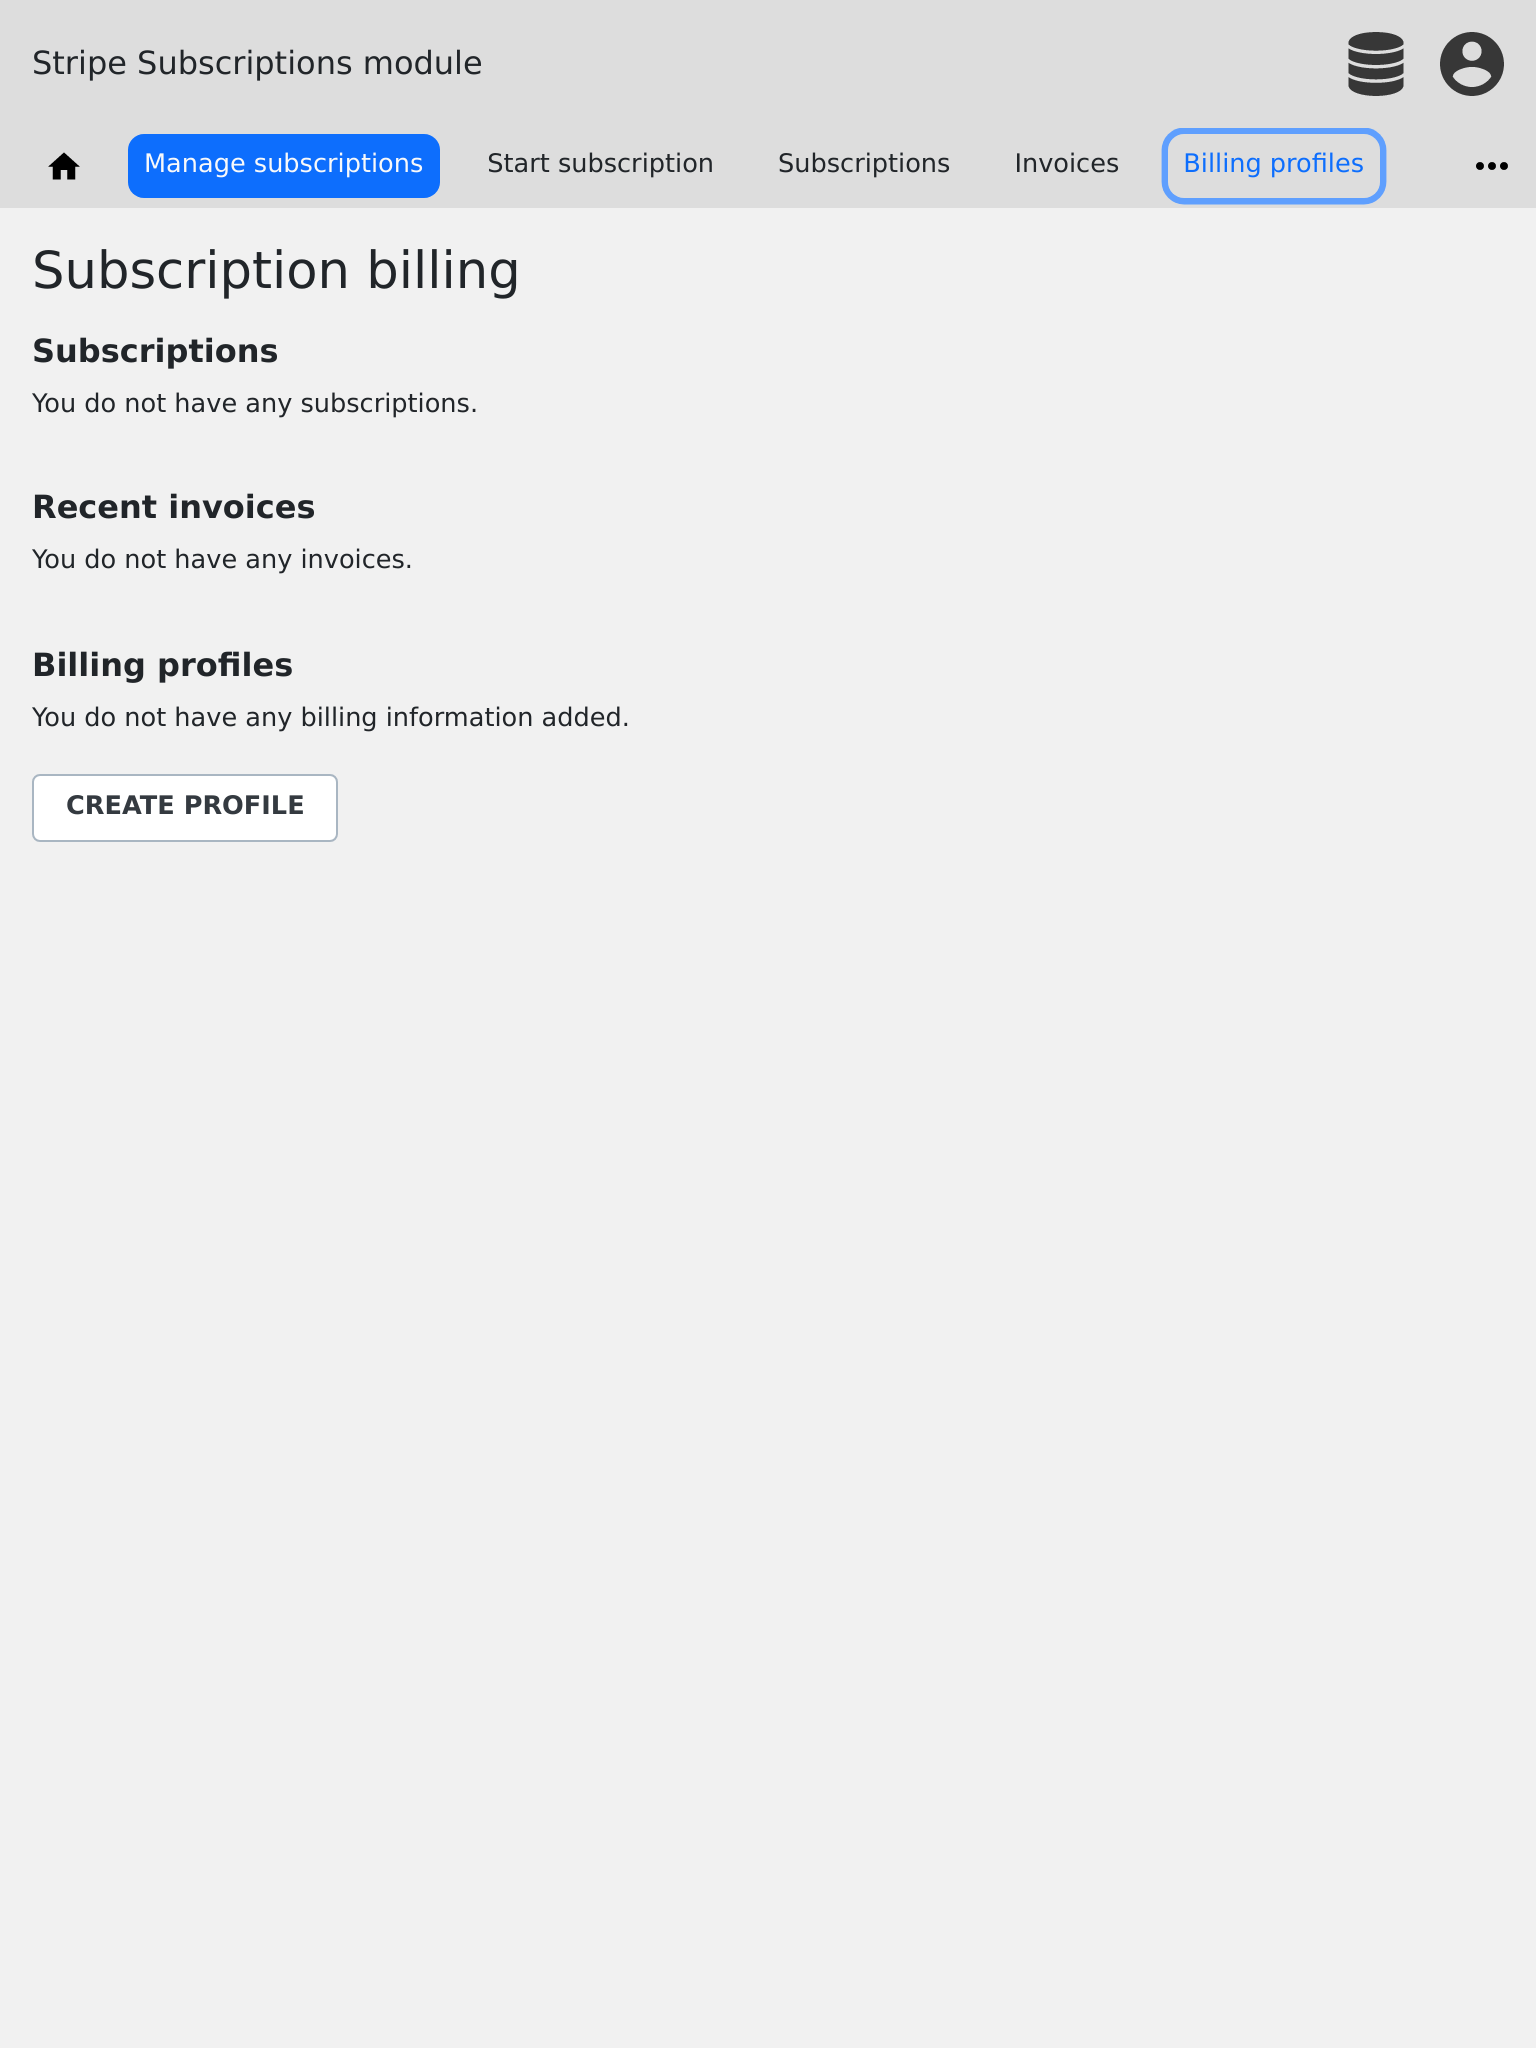 Stripe Subscriptions module
Manage subscriptions Start subscription Subscriptions Invoices Billing profiles
Subscription billing
Subscriptions
You do not have any subscriptions.
Recent invoices
You do not have any invoices.
Billing profiles
You do not have any billing information added.
CREATE PROFILE